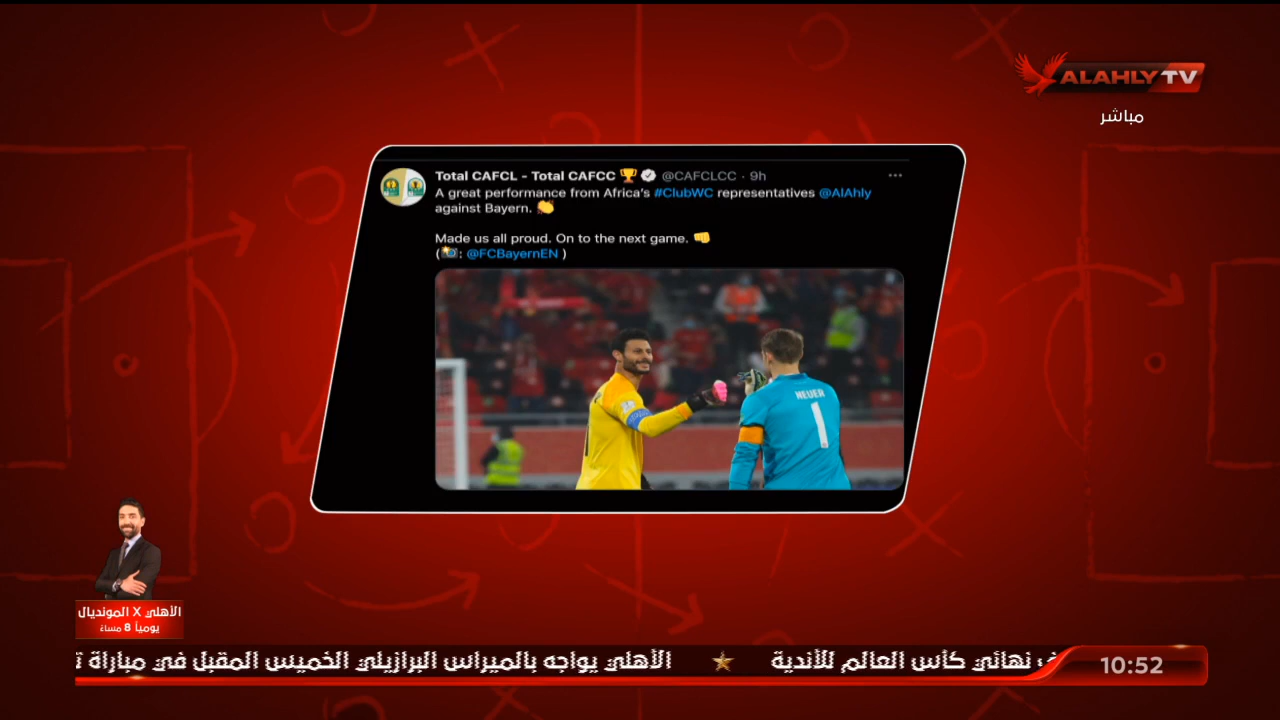 ALAHLY TV
مباشر
Total CAFCL - Total CAFCC 🏆 @CAFCLCC · 9h
A great performance from Africa's #ClubWC representatives @AlAhly
against Bayern. 👏
Made us all proud. On to the next game. 👊
(📸: @FCBayernEN )
NEUER
1
الأهلي X المونديال
يومياً 8 مساءً
نهائي كأس العالم للأندية ★ الأهلي يواجه بالميراس البرازيلي الخميس المقبل في مباراة
10:52